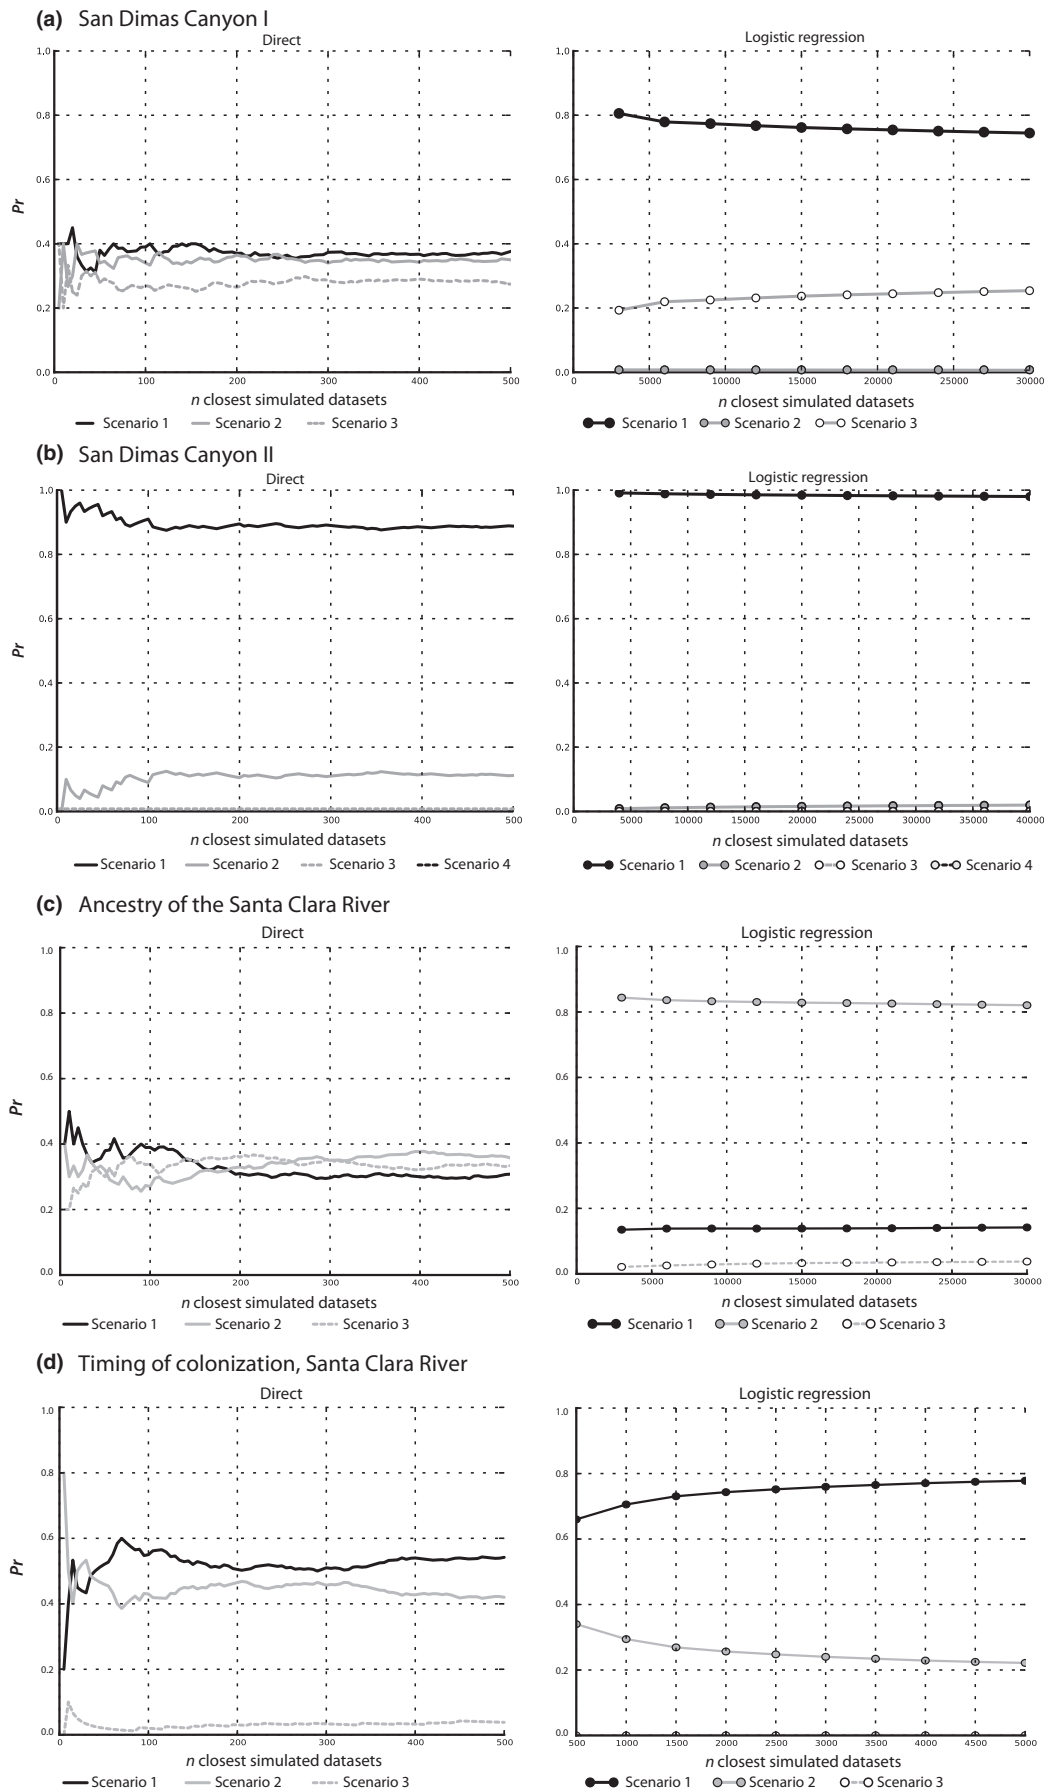 (a) San Dimas Canyon I
Direct
Logistic regression
Pr
1.0
0.8
0.6
0.4
0.2
0.0
0 100 200 300 400 500
n closest simulated datasets
Scenario 1 Scenario 2 Scenario 3
1.0
0.8
0.6
0.4
0.2
0.0
0 5000 10000 15000 20000 25000 30000
n closest simulated datasets
Scenario 1 Scenario 2 Scenario 3
(b) San Dimas Canyon II
Direct
Logistic regression
Pr
1.0
0.8
0.6
0.4
0.2
0.0
0 100 200 300 400 500
n closest simulated datasets
Scenario 1 Scenario 2 Scenario 3 Scenario 4
1.0
0.8
0.6
0.4
0.2
0.0
0 5000 10000 15000 20000 25000 30000 35000 40000
n closest simulated datasets
Scenario 1 Scenario 2 Scenario 3 Scenario 4
(c) Ancestry of the Santa Clara River
Direct
Logistic regression
Pr
1.0
0.8
0.6
0.4
0.2
0.0
0 100 200 300 400 500
n closest simulated datasets
Scenario 1 Scenario 2 Scenario 3
1.0
0.8
0.6
0.4
0.2
0.0
0 5000 10000 15000 20000 25000 30000
n closest simulated datasets
Scenario 1 Scenario 2 Scenario 3
(d) Timing of colonization, Santa Clara River
Direct
Logistic regression
Pr
1.0
0.8
0.6
0.4
0.2
0.0
0 100 200 300 400 500
n closest simulated datasets
Scenario 1 Scenario 2 Scenario 3
1.0
0.8
0.6
0.4
0.2
0.0
500 1000 1500 2000 2500 3000 3500 4000 4500 5000
n closest simulated datasets
Scenario 1 Scenario 2 Scenario 3